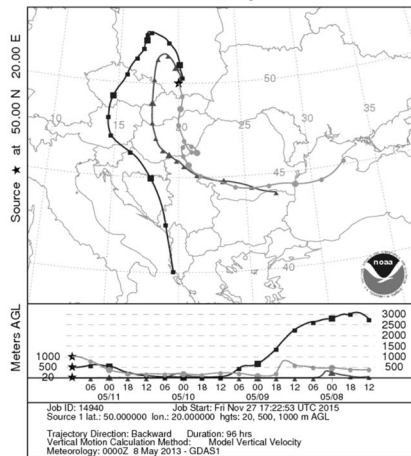 Source ★ at 50.00 N 20.00 E
10
15
20
25
30
35
50
45
40
noaa
Meters AGL
1000
500
20
3000
2500
2000
1500
1000
500
06 00 18 12 06 00 18 12 06 00 18 12 06 00 18 12
05/11 05/10 05/09 05/08
Job ID: 14940 Job Start: Fri Nov 27 17:22:53 UTC 2015
Source 1 lat.: 50.000000 lon.: 20.000000 hgts: 20, 500, 1000 m AGL
Trajectory Direction: Backward Duration: 96 hrs
Vertical Motion Calculation Method: Model Vertical Velocity
Meteorology: 0000Z 8 May 2013 - GDAS1